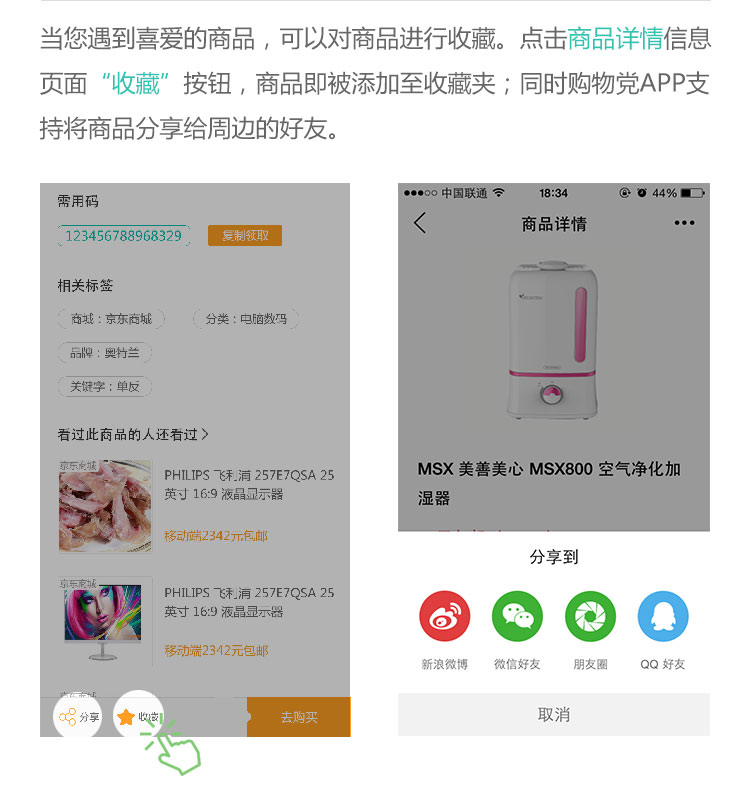 当您遇到喜爱的商品，可以对商品进行收藏。点击商品详情信息
页面“收藏”按钮，商品即被添加至收藏夹；同时购物党APP支
持将商品分享给周边的好友。
需用码
123456788968329
复制领取
相关标签
商城：京东商城
分类：电脑数码
品牌：奥特兰
关键字：单反
看过此商品的人还看过
京东商城
PHILIPS 飞利浦 257E7QSA 25
英寸 16:9 液晶显示器
移动端2342元包邮
京东商城
PHILIPS 飞利浦 257E7QSA 25
英寸 16:9 液晶显示器
移动端2342元包邮
分享
收藏
去购买
中国联通
18:34
44%
商品详情
MSX 美善美心 MSX800 空气净化加
湿器
分享到
新浪微博
微信好友
朋友圈
QQ 好友
取消